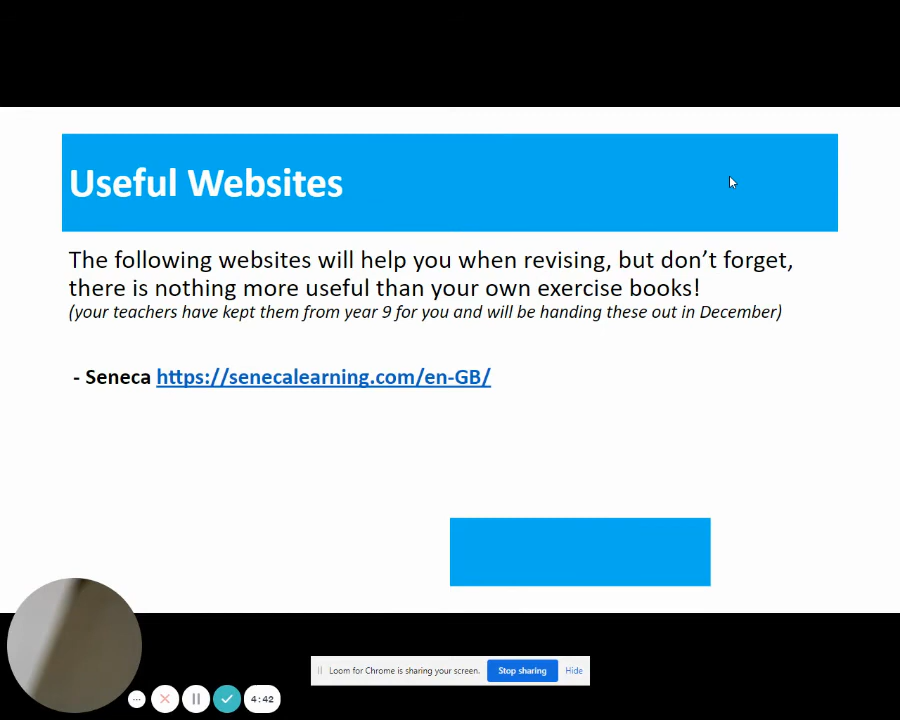 Useful Websites
The following websites will help you when revising, but don’t forget,
there is nothing more useful than your own exercise books!
(your teachers have kept them from year 9 for you and will be handing these out in December)
- Seneca https://senecalearning.com/en-GB/
Loom for Chrome is sharing your screen. Stop sharing Hide
4:42